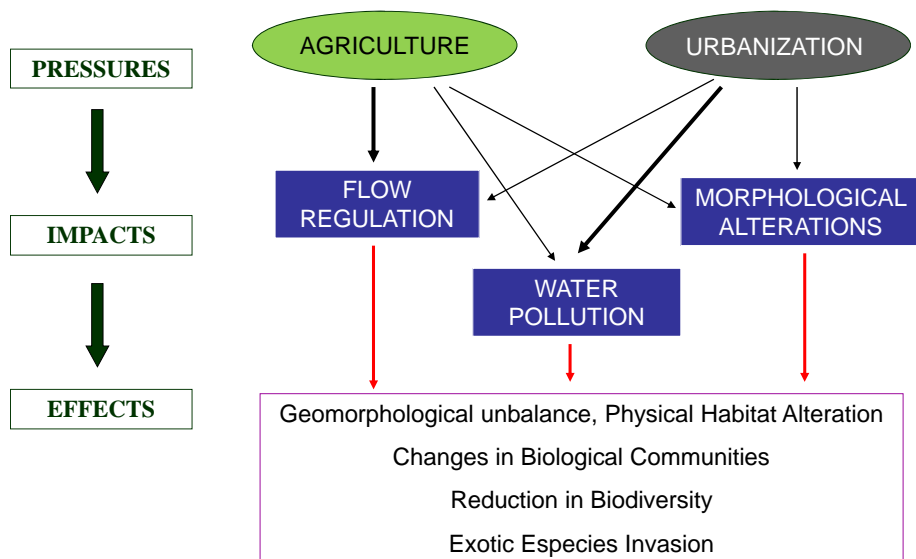 AGRICULTURE
URBANIZATION
PRESSURES
FLOW
REGULATION
MORPHOLOGICAL
ALTERATIONS
IMPACTS
WATER
POLLUTION
EFFECTS
Geomorphological unbalance, Physical Habitat Alteration
Changes in Biological Communities
Reduction in Biodiversity
Exotic Especies Invasion